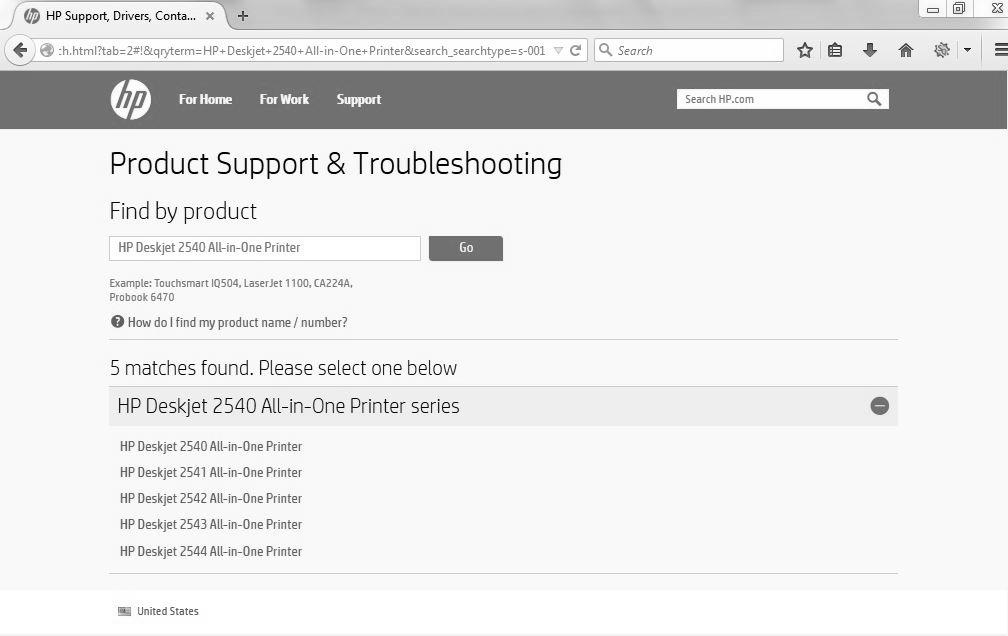 HP Support, Drivers, Conta...
:h.html?tab=2#!&qryterm=HP+Deskjet+2540+All-in-One+Printer&search_searchtype=s-001
Search
hp
For Home
For Work
Support
Search HP.com
Product Support & Troubleshooting
Find by product
HP Deskjet 2540 All-in-One Printer
Go
Example: Touchsmart IQ504, LaserJet 1100, CA224A,
Probook 6470
? How do I find my product name / number?
5 matches found. Please select one below
HP Deskjet 2540 All-in-One Printer series
HP Deskjet 2540 All-in-One Printer
HP Deskjet 2541 All-in-One Printer
HP Deskjet 2542 All-in-One Printer
HP Deskjet 2543 All-in-One Printer
HP Deskjet 2544 All-in-One Printer
United States